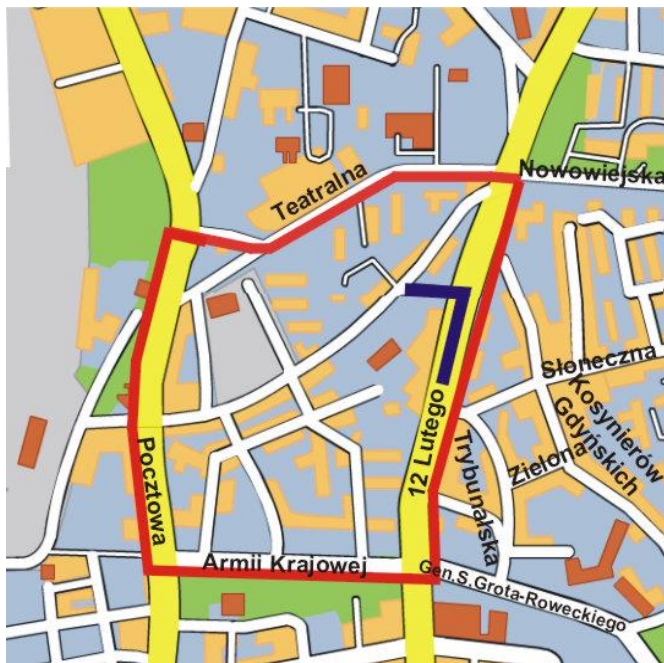 Nowowiejska
Teatralna
Słoneczna
Kosynierów
Gdyńskich
12 Lutego
Trybunalska
Zielona
Pocztowa
Armii Krajowej
Gen.S.Grota-Roweckiego